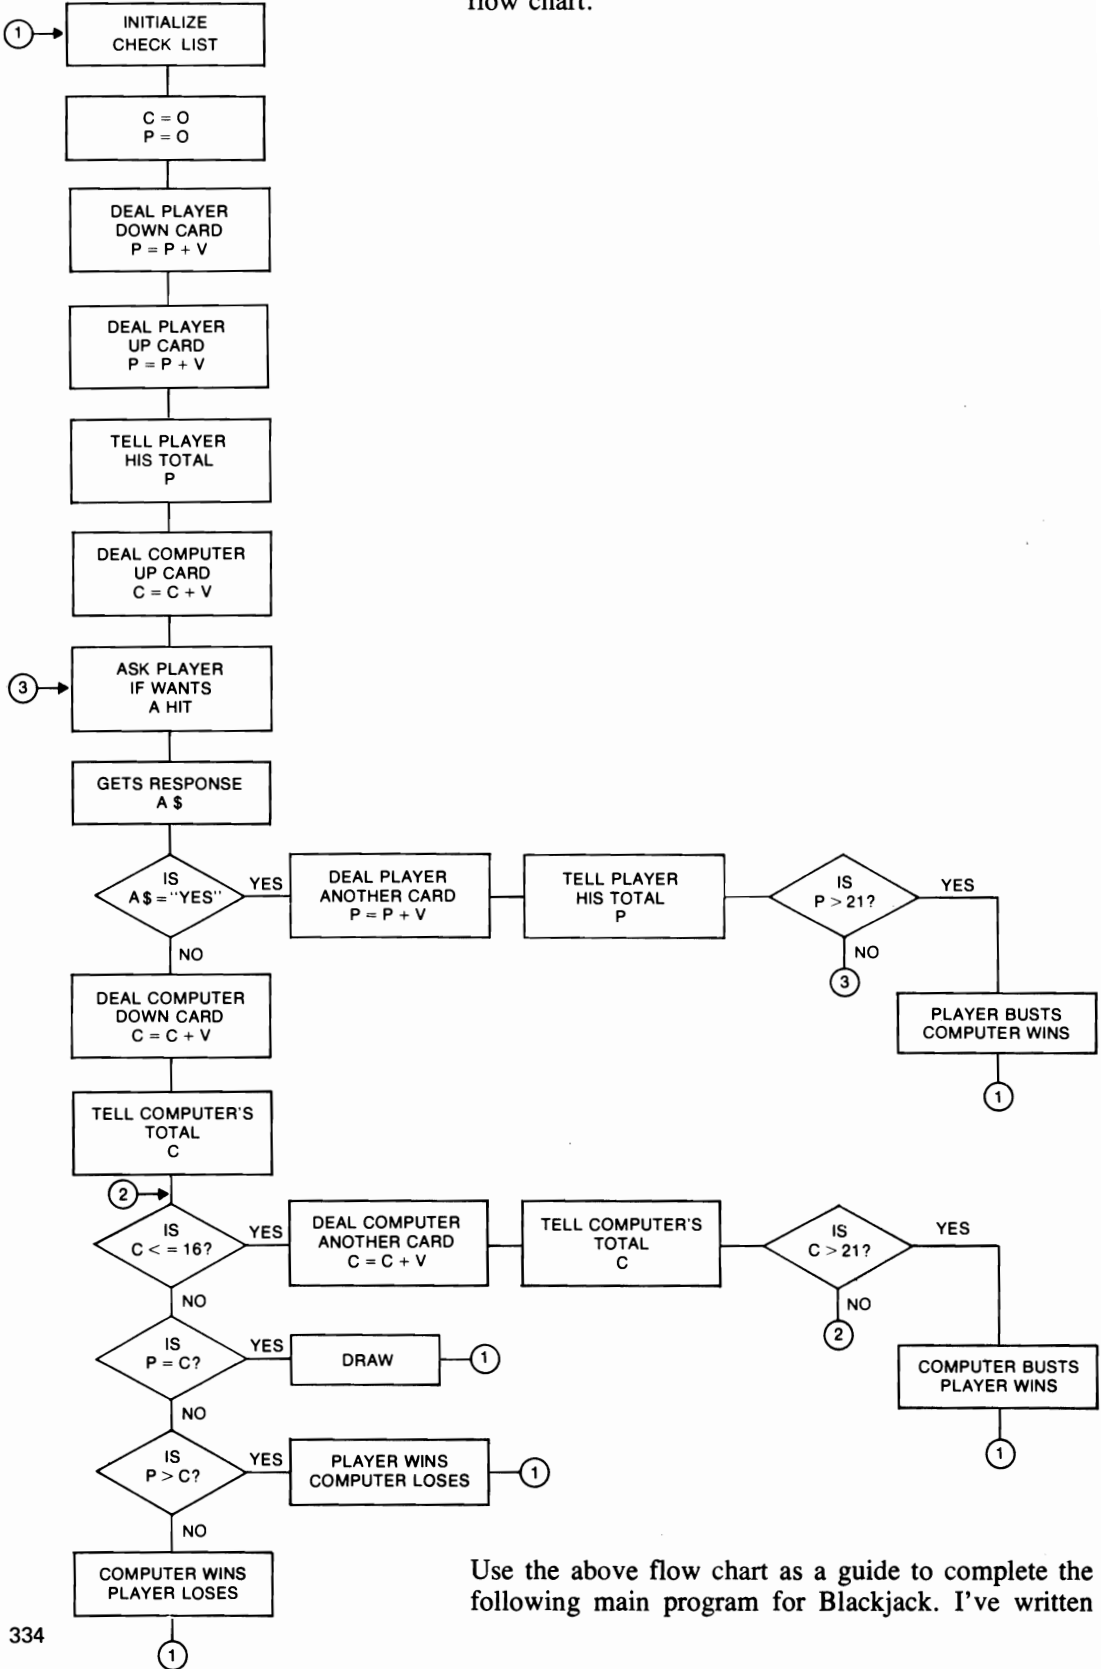 flow chart.
1
INITIALIZE
CHECK LIST
C = O
P = O
DEAL PLAYER
DOWN CARD
P = P + V
DEAL PLAYER
UP CARD
P = P + V
TELL PLAYER
HIS TOTAL
P
DEAL COMPUTER
UP CARD
C = C + V
3
ASK PLAYER
IF WANTS
A HIT
GETS RESPONSE
A $
IS
A$ = "YES"
YES
DEAL PLAYER
ANOTHER CARD
P = P + V
TELL PLAYER
HIS TOTAL
P
IS
P > 21?
YES
NO
3
PLAYER BUSTS
COMPUTER WINS
1
NO
DEAL COMPUTER
DOWN CARD
C = C + V
TELL COMPUTER'S
TOTAL
C
2
IS
C < = 16?
YES
DEAL COMPUTER
ANOTHER CARD
C = C + V
TELL COMPUTER'S
TOTAL
C
IS
C > 21?
YES
NO
2
COMPUTER BUSTS
PLAYER WINS
1
NO
IS
P = C?
YES
DRAW
1
NO
IS
P > C?
YES
PLAYER WINS
COMPUTER LOSES
1
NO
COMPUTER WINS
PLAYER LOSES
1
Use the above flow chart as a guide to complete the
following main program for Blackjack. I've written
334